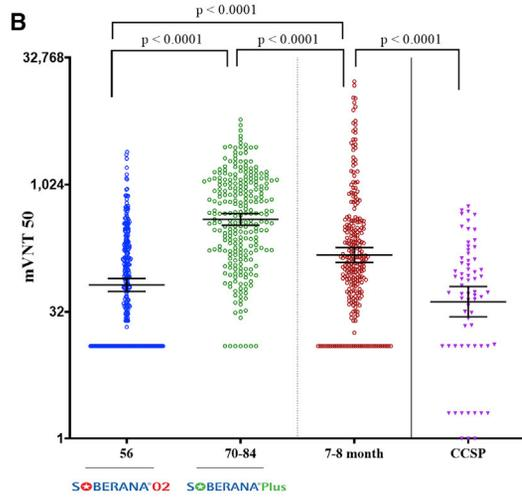 B
p < 0.0001
p < 0.0001
p < 0.0001
p < 0.0001
32,768
1,024
32
1
mVNT 50
56
70-84
7-8 month
CCSP
SOBERANA 02
SOBERANA Plus